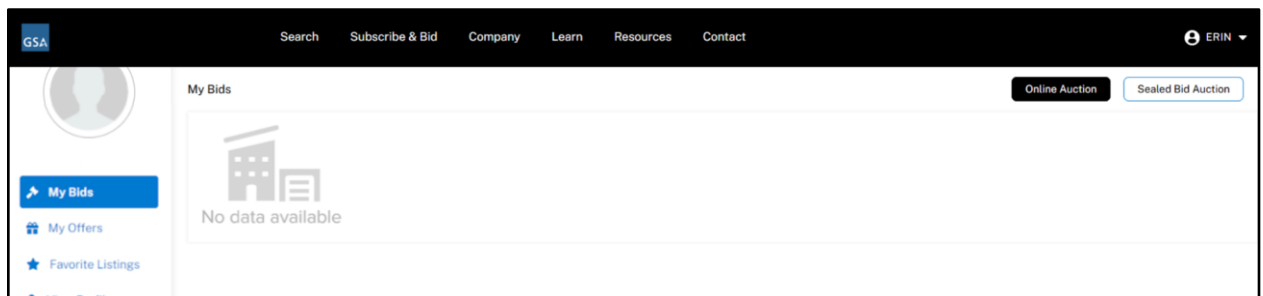 GSA
Search Subscribe & Bid Company Learn Resources Contact
ERIN
My Bids
Online Auction Sealed Bid Auction
No data available
My Bids
My Offers
Favorite Listings